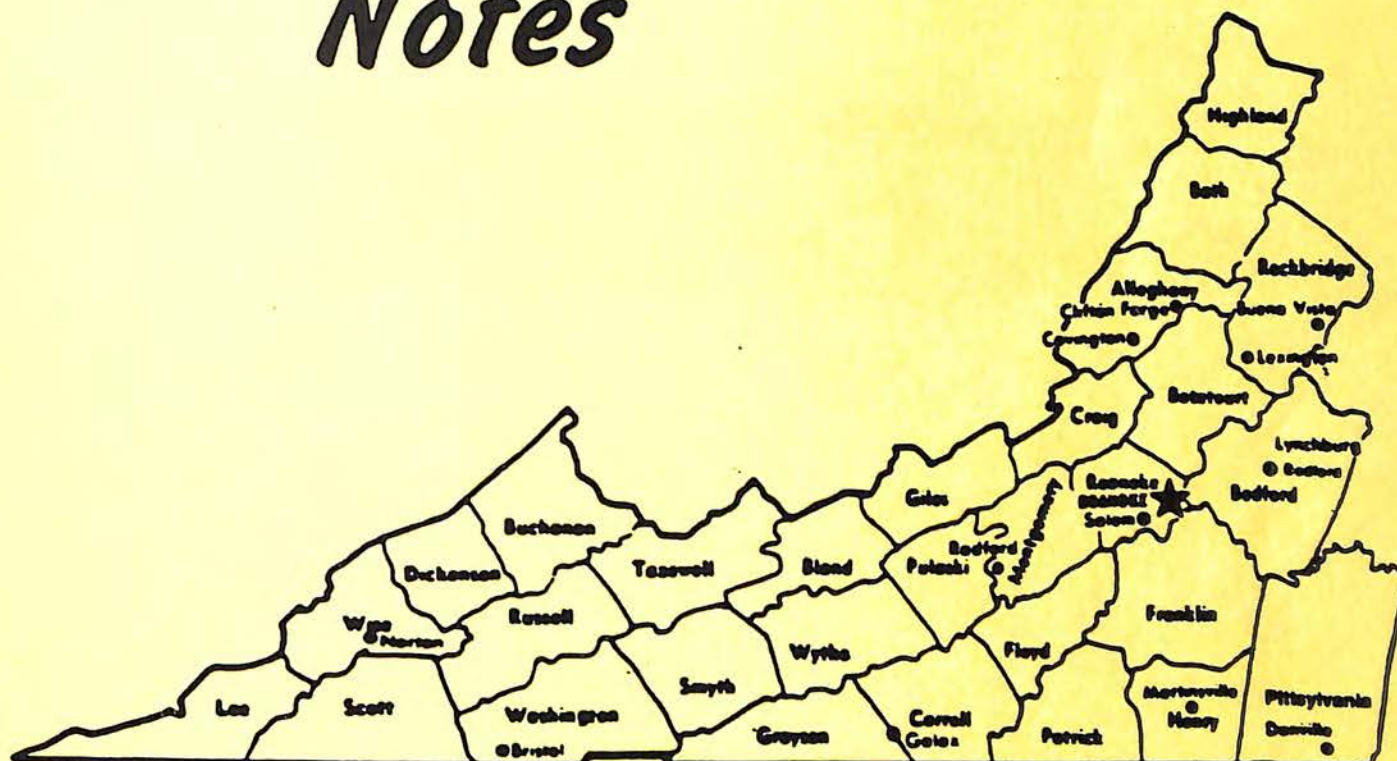 Notes
Highland
Bath
Rockbridge
Alleghany
Clifton Forge
Buena Vista
Covington
Lexington
Botetourt
Craig
Lynchburg
Bedford
Bedford
Roanoke
ROANOKE
Salem
Giles
Montgomery
Radford
Pulaski
Buchanan
Dickenson
Tazewell
Bland
Wise
Norton
Russell
Franklin
Wythe
Floyd
Smyth
Lee
Scott
Washington
Bristol
Grayson
Carroll
Galax
Patrick
Martinsville
Henry
Pittsylvania
Danville